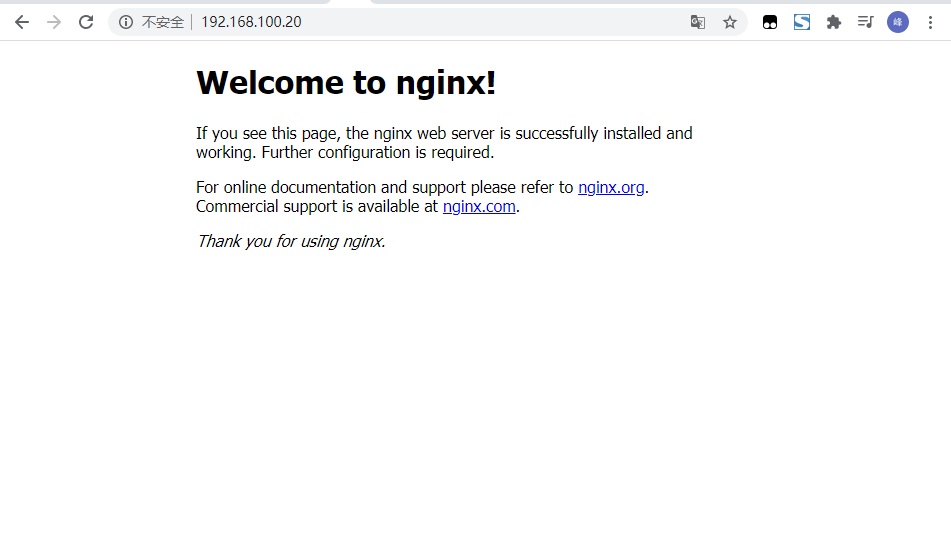 不安全 192.168.100.20 峰
Welcome to nginx!
If you see this page, the nginx web server is successfully installed and
working. Further configuration is required.
For online documentation and support please refer to nginx.org.
Commercial support is available at nginx.com.
Thank you for using nginx.